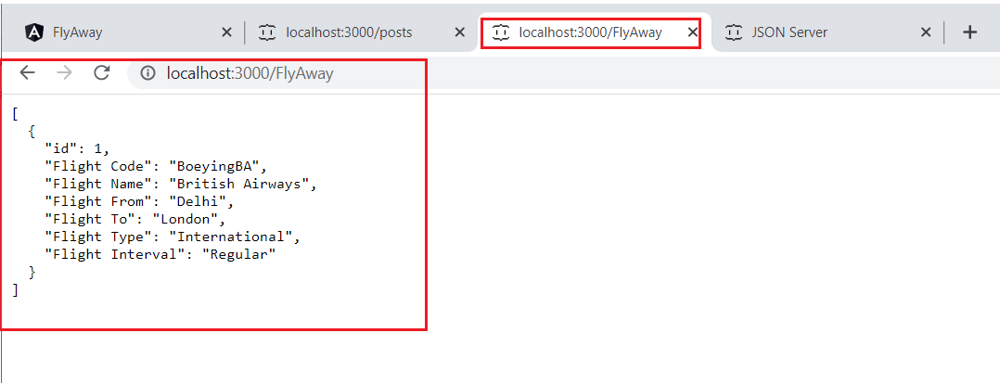 FlyAway
localhost:3000/posts
localhost:3000/FlyAway
JSON Server
localhost:3000/FlyAway
[
{
"id": 1,
"Flight Code": "BoeyingBA",
"Flight Name": "British Airways",
"Flight From": "Delhi",
"Flight To": "London",
"Flight Type": "International",
"Flight Interval": "Regular"
}
]